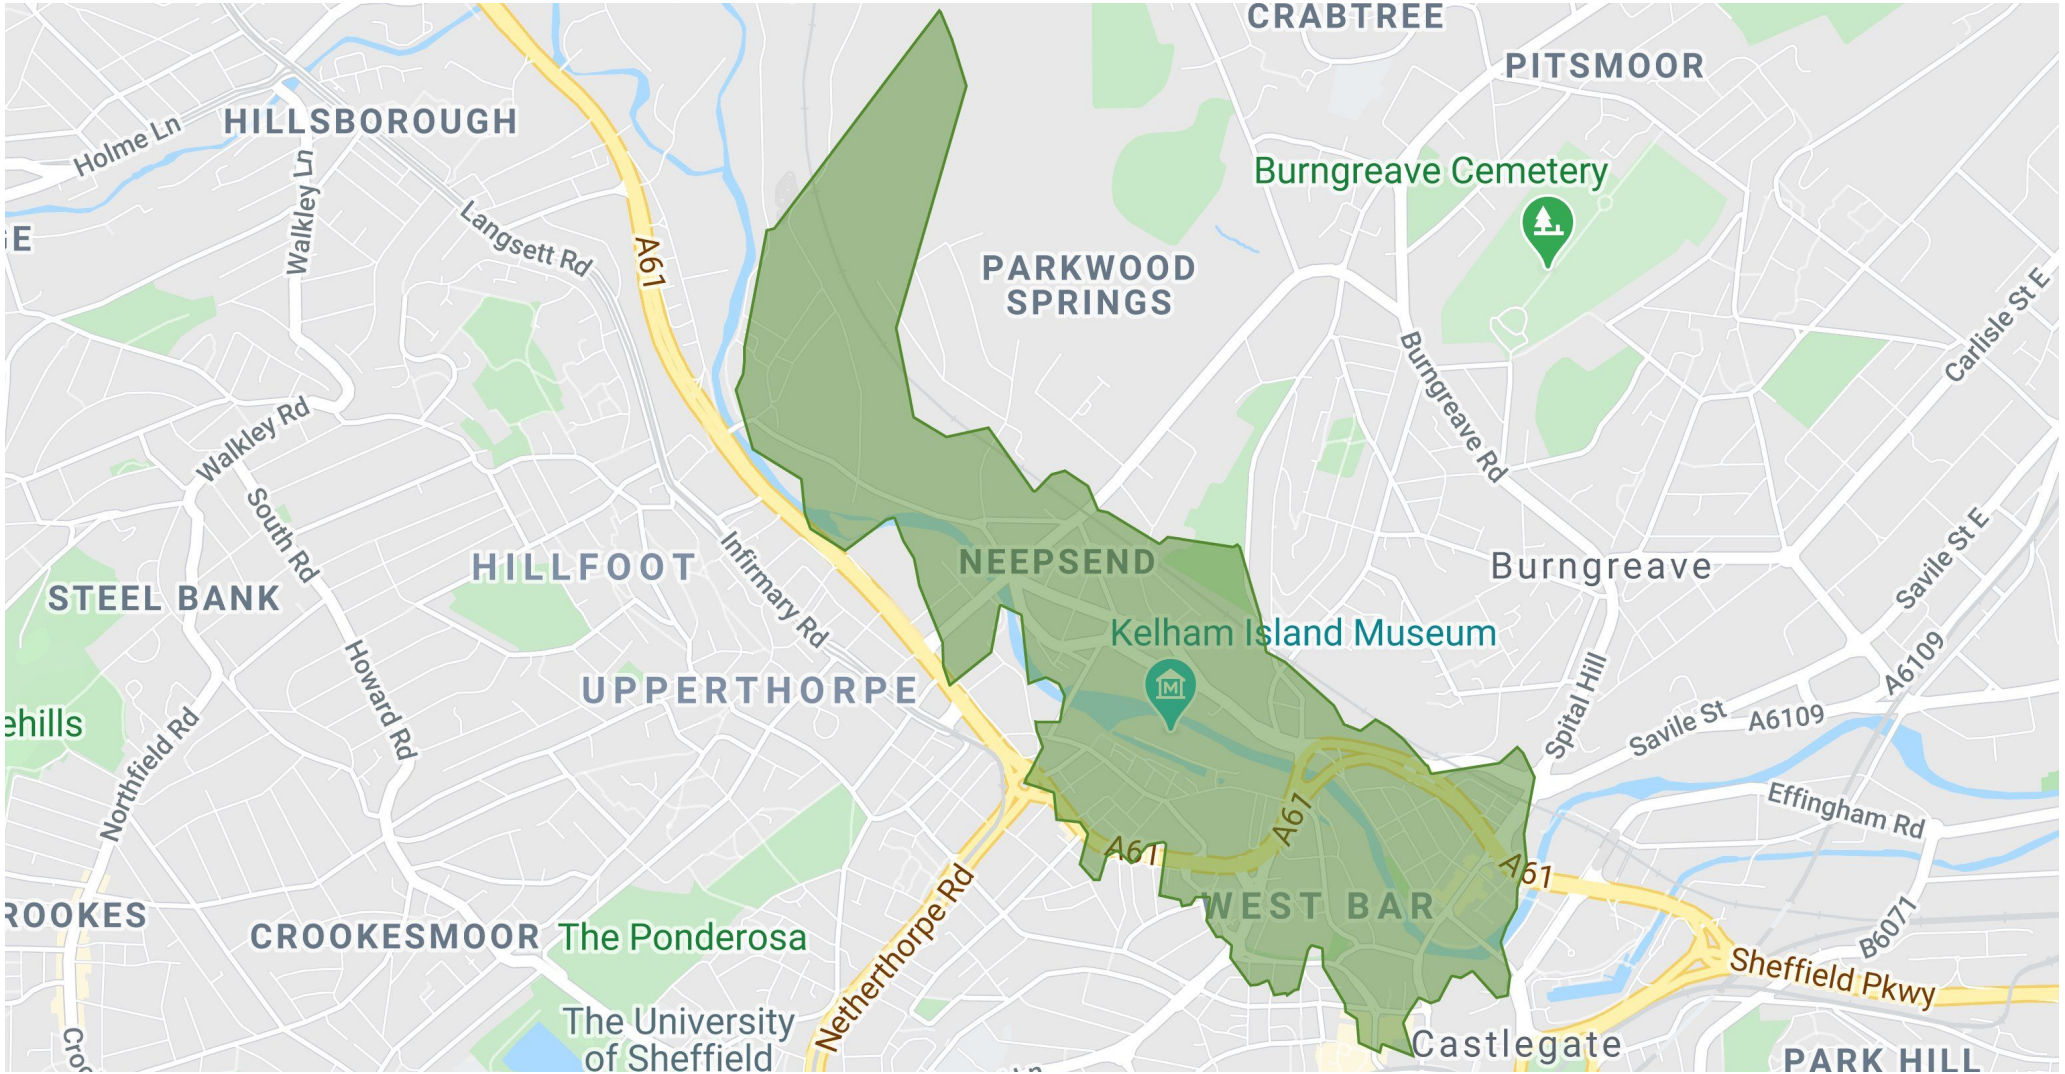 CRABTREE
PITSMOOR
HILLSBOROUGH
Holme Ln
Walkley Ln
Burngreave Cemetery
Langsett Rd
A61
PARKWOOD
SPRINGS
Carlisle St E
Burngreave Rd
Walkley Rd
South Rd
HILLFOOT
Infirmary Rd
NEEPSEND
Burngreave
Savile St E
STEEL BANK
Kelham Island Museum
M
Howard Rd
UPPERTHORPE
Spital Hill
A6109
Savile St
A6109
ehills
Northfield Rd
Effingham Rd
A61
A61
A61
Netherthorpe Rd
WEST BAR
ROOKES
CROOKESMOOR
The Ponderosa
B6071
Sheffield Pkwy
The University
of Sheffield
Castlegate
PARK HILL